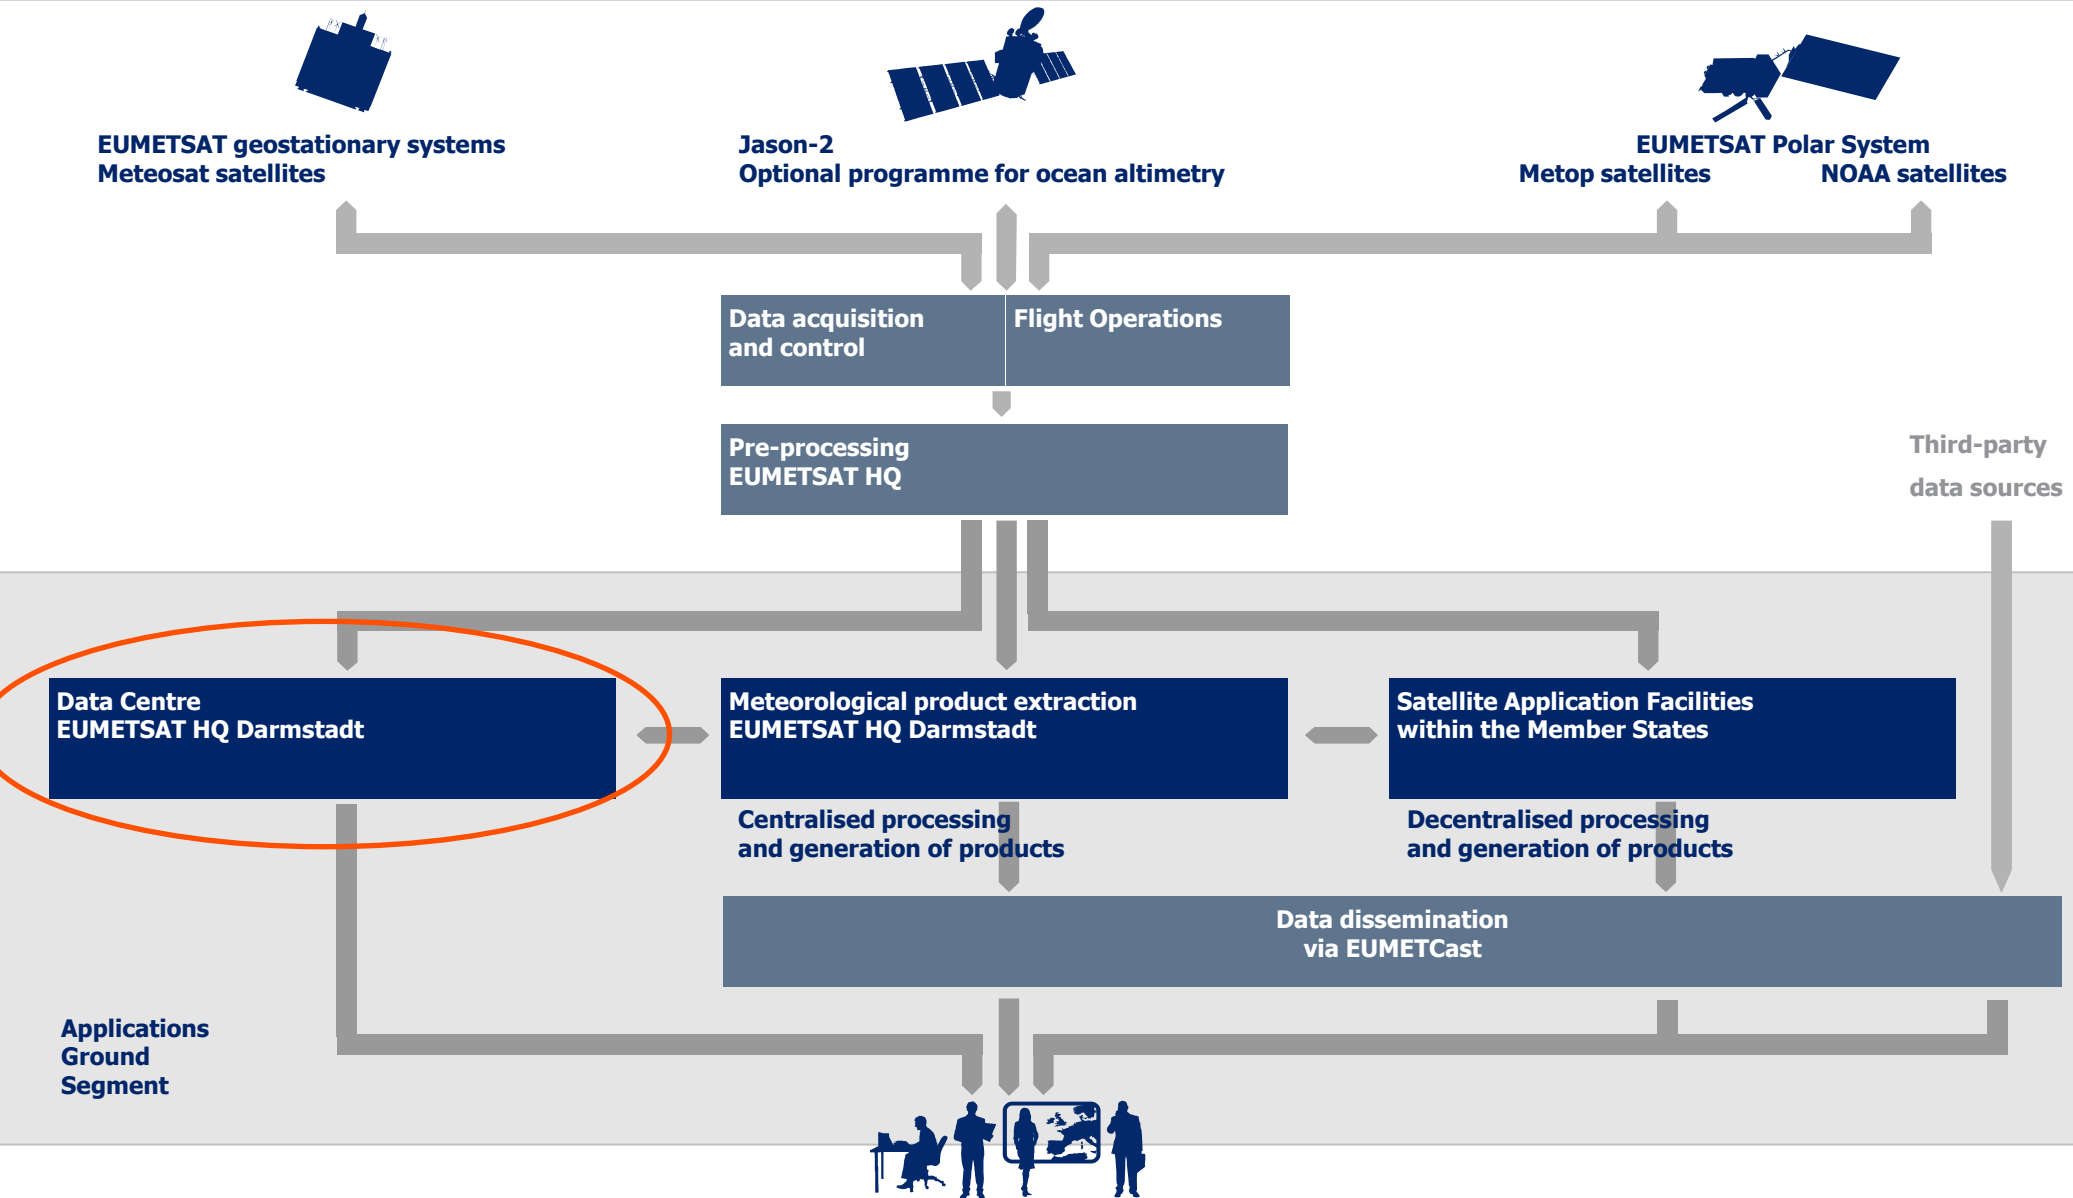 EUMETSAT geostationary systems
Meteosat satellites
Jason-2
Optional programme for ocean altimetry
EUMETSAT Polar System
Metop satellites
NOAA satellites
Data acquisition
and control
Flight Operations
Pre-processing
EUMETSAT HQ
Third-party
data sources
Data Centre
EUMETSAT HQ Darmstadt
Meteorological product extraction
EUMETSAT HQ Darmstadt
Satellite Application Facilities
within the Member States
Centralised processing
and generation of products
Decentralised processing
and generation of products
Data dissemination
via EUMETCast
Applications
Ground
Segment